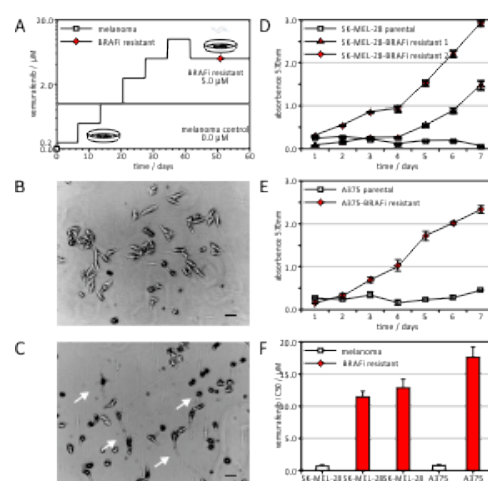 A
melanoma
BRAFi resistant
vemurafenib / µM
2.0
0.2
0.0
BRAFi resistant
5.0 µM
melanoma control
0.0 µM
0 10 20 30 40 50 60
time / days
B
C
D
SK-MEL-28 parental
SK-MEL-28-BRAFi resistant 1
SK-MEL-28-BRAFi resistant 2
absorbance 570nm
3.0
2.0
1.0
0.0
1 2 3 4 5 6 7
time / days
E
A375 parental
A375-BRAFi resistant
absorbance 570nm
3.0
2.0
1.0
0.0
1 2 3 4 5 6 7
time / days
F
melanoma
BRAFi resistant
vemurafenib IC50 / µM
20.0
15.0
10.0
5.0
0.0
SK-MEL-28 SK-MEL-28 SK-MEL-28 A375 A375